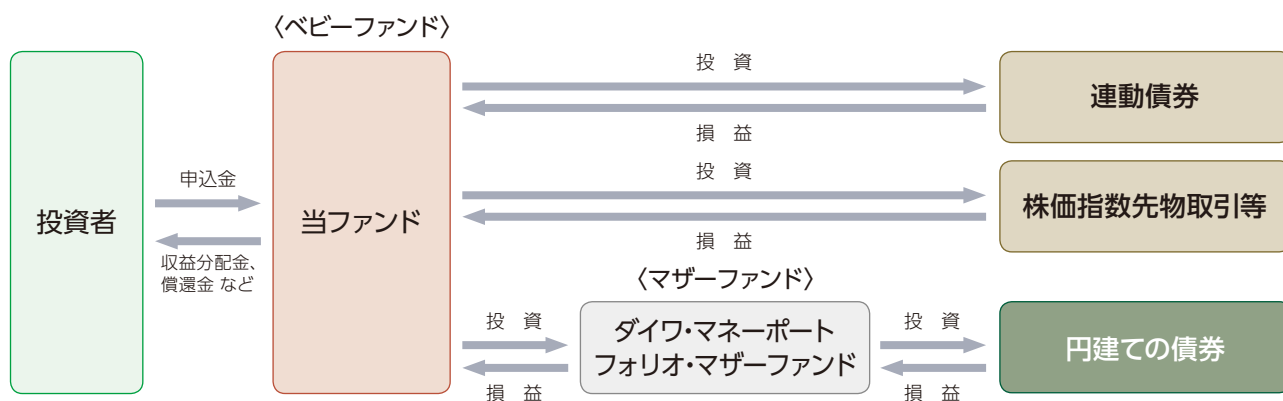 〈ベビーファンド〉
投資者
申込金
収益分配金、
償還金 など
当ファンド
投 資
損 益
連動債券
投 資
損 益
株価指数先物取引等
〈マザーファンド〉
投 資
損 益
ダイワ・マネーポート
フォリオ・マザーファンド
投 資
損 益
円建ての債券